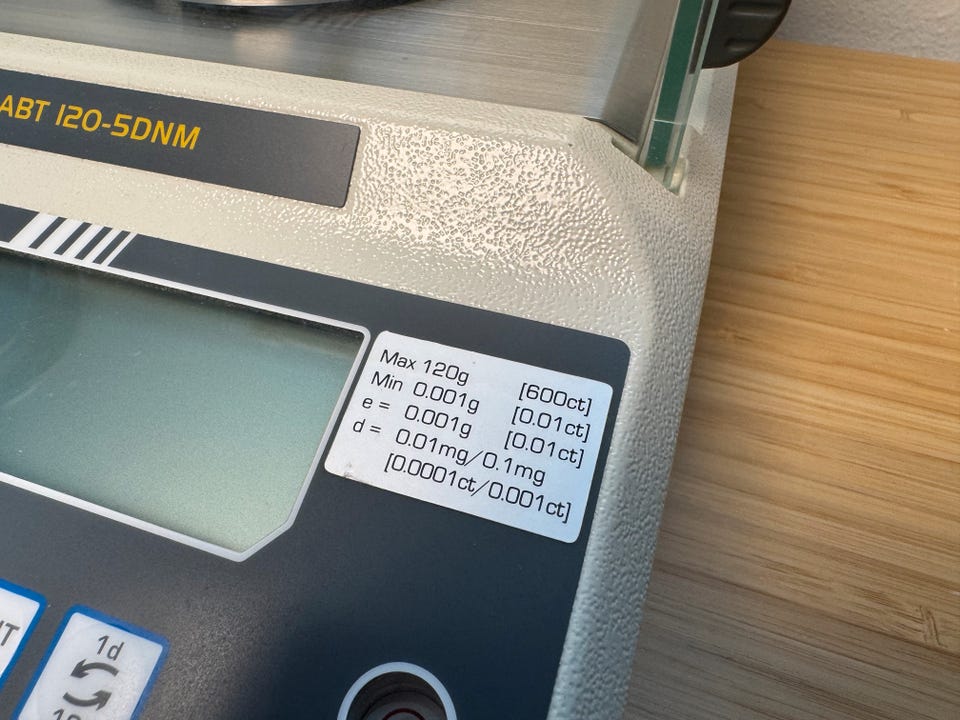 ABT 120-5DNM
Max 120g [600ct]
Min 0.001g [0.01ct]
e = 0.001g [0.01ct]
d = 0.01mg/0.1mg
[0.0001ct/0.001ct]
1d